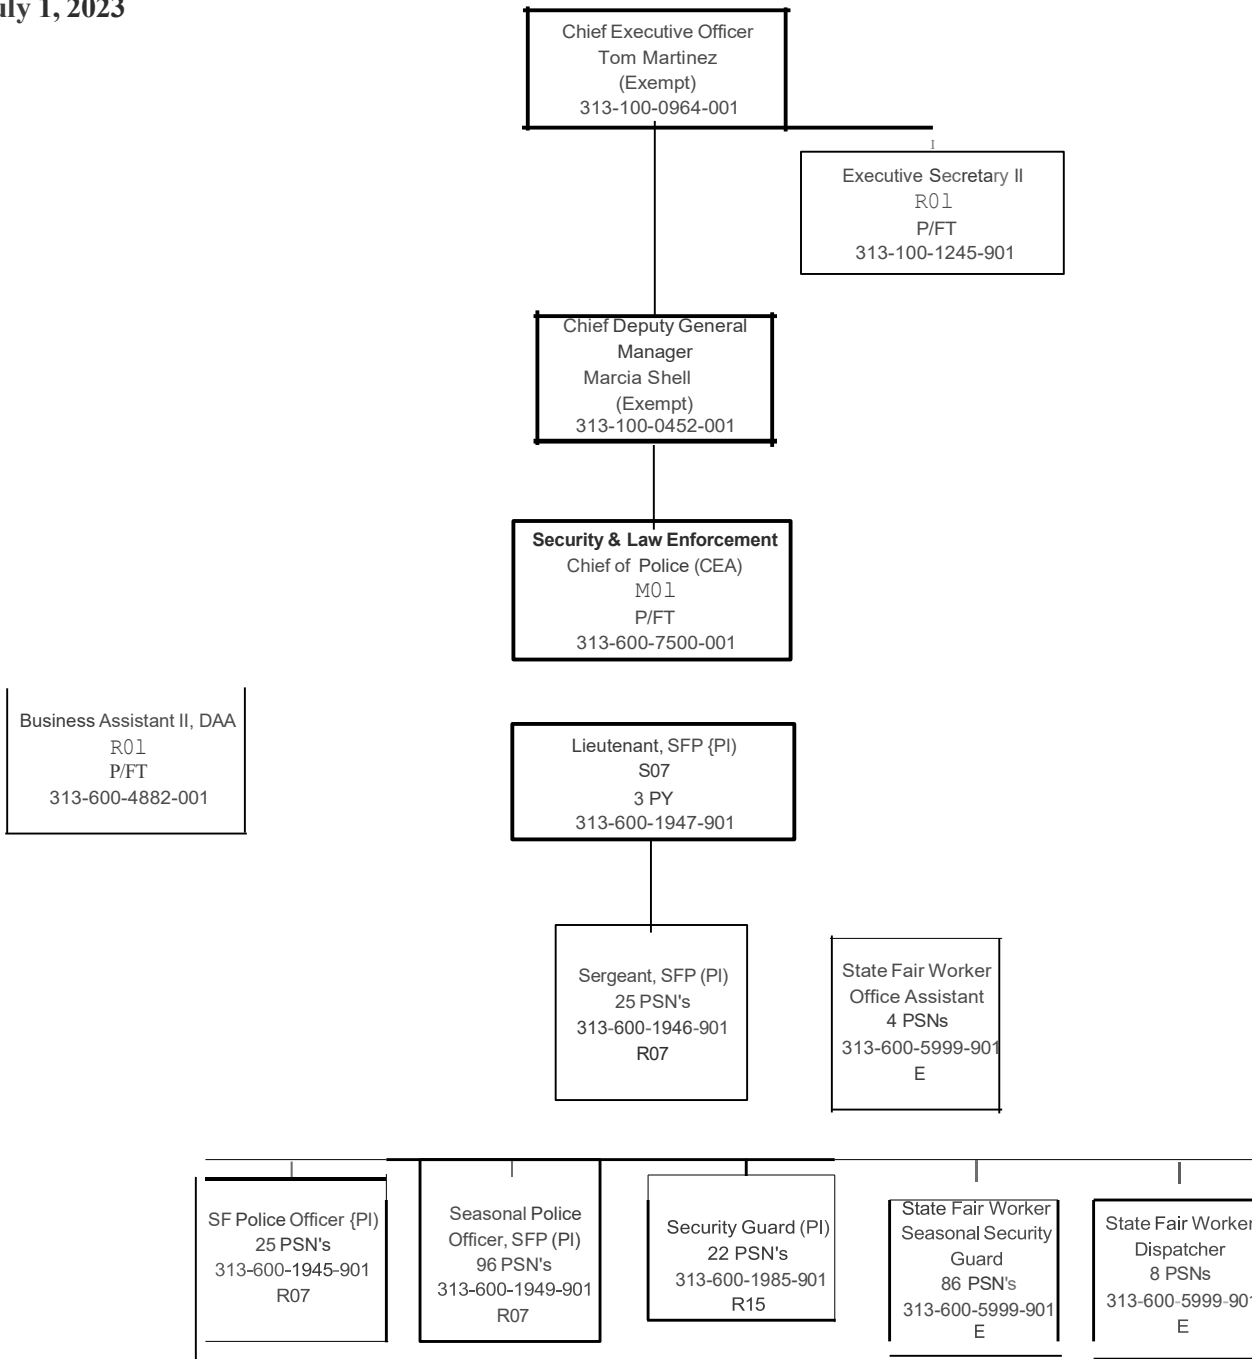 uly 1, 2023
Chief Executive Officer
Tom Martinez
(Exempt)
313-100-0964-001
I
Executive Secretary II
R01
P/FT
313-100-1245-901
Chief Deputy General
Manager
Marcia Shell
(Exempt)
313-100-0452-001
Security & Law Enforcement
Chief of Police (CEA)
M01
P/FT
313-600-7500-001
Business Assistant II, DAA
R01
P/FT
313-600-4882-001
Lieutenant, SFP {PI)
S07
3 PY
313-600-1947-901
Sergeant, SFP (PI)
25 PSN's
313-600-1946-901
R07
State Fair Worker
Office Assistant
4 PSNs
313-600-5999-901
E
SF Police Officer {PI)
25 PSN's
313-600-1945-901
R07
Seasonal Police
Officer, SFP (PI)
96 PSN's
313-600-1949-901
R07
Security Guard (PI)
22 PSN's
313-600-1985-901
R15
State Fair Worker
Seasonal Security
Guard
86 PSN's
313-600-5999-901
E
State Fair Worker
Dispatcher
8 PSNs
313-600-5999-901
E